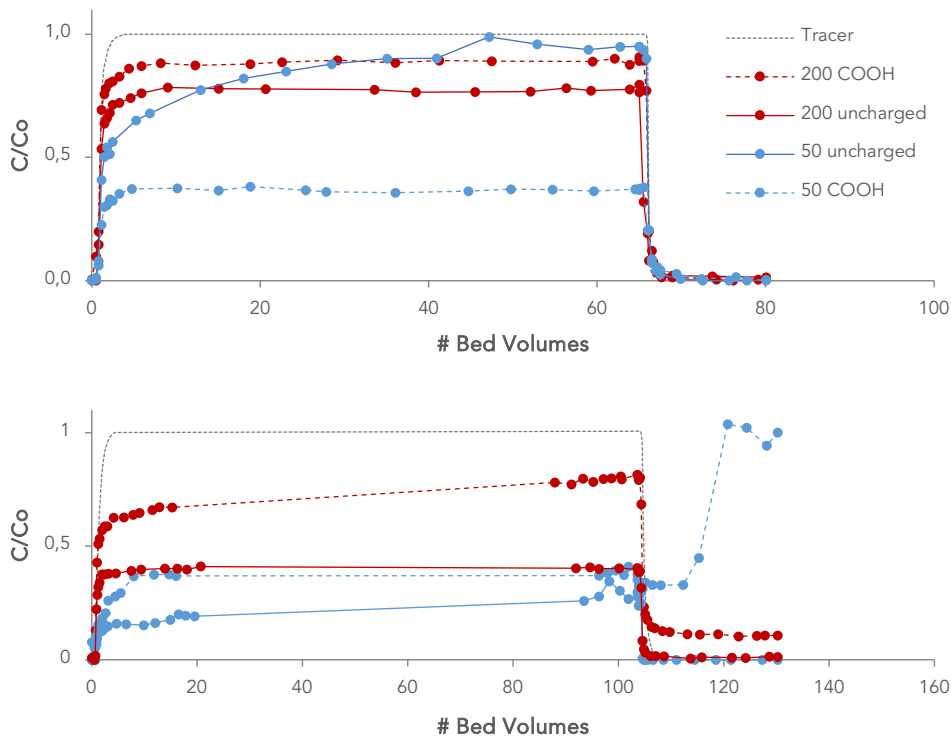 1,0
0,5
0,0
C/Co
0 20 40 60 80 100
# Bed Volumes
Tracer
200 COOH
200 uncharged
50 uncharged
50 COOH
1
0,5
0
C/Co
0 20 40 60 80 100 120 140 160
# Bed Volumes